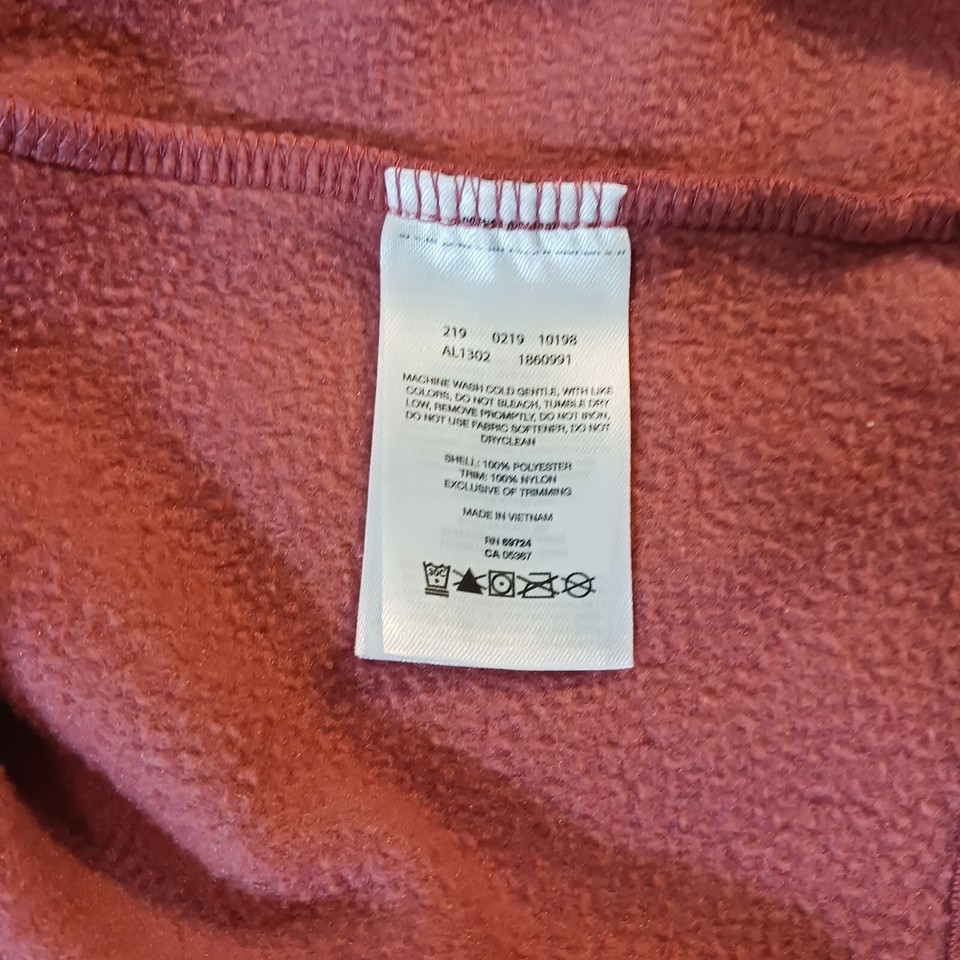 219 0219 10198
AL1302 1860991
MACHINE WASH COLD GENTLE, WITH LIKE
COLORS, DO NOT BLEACH, TUMBLE DRY
LOW, REMOVE PROMPTLY, DO NOT IRON,
DO NOT USE FABRIC SOFTENER, DO NOT
DRYCLEAN
SHELL: 100% POLYESTER
TRIM: 100% NYLON
EXCLUSIVE OF TRIMMING
MADE IN VIETNAM
RN 69724
CA 05367
30C